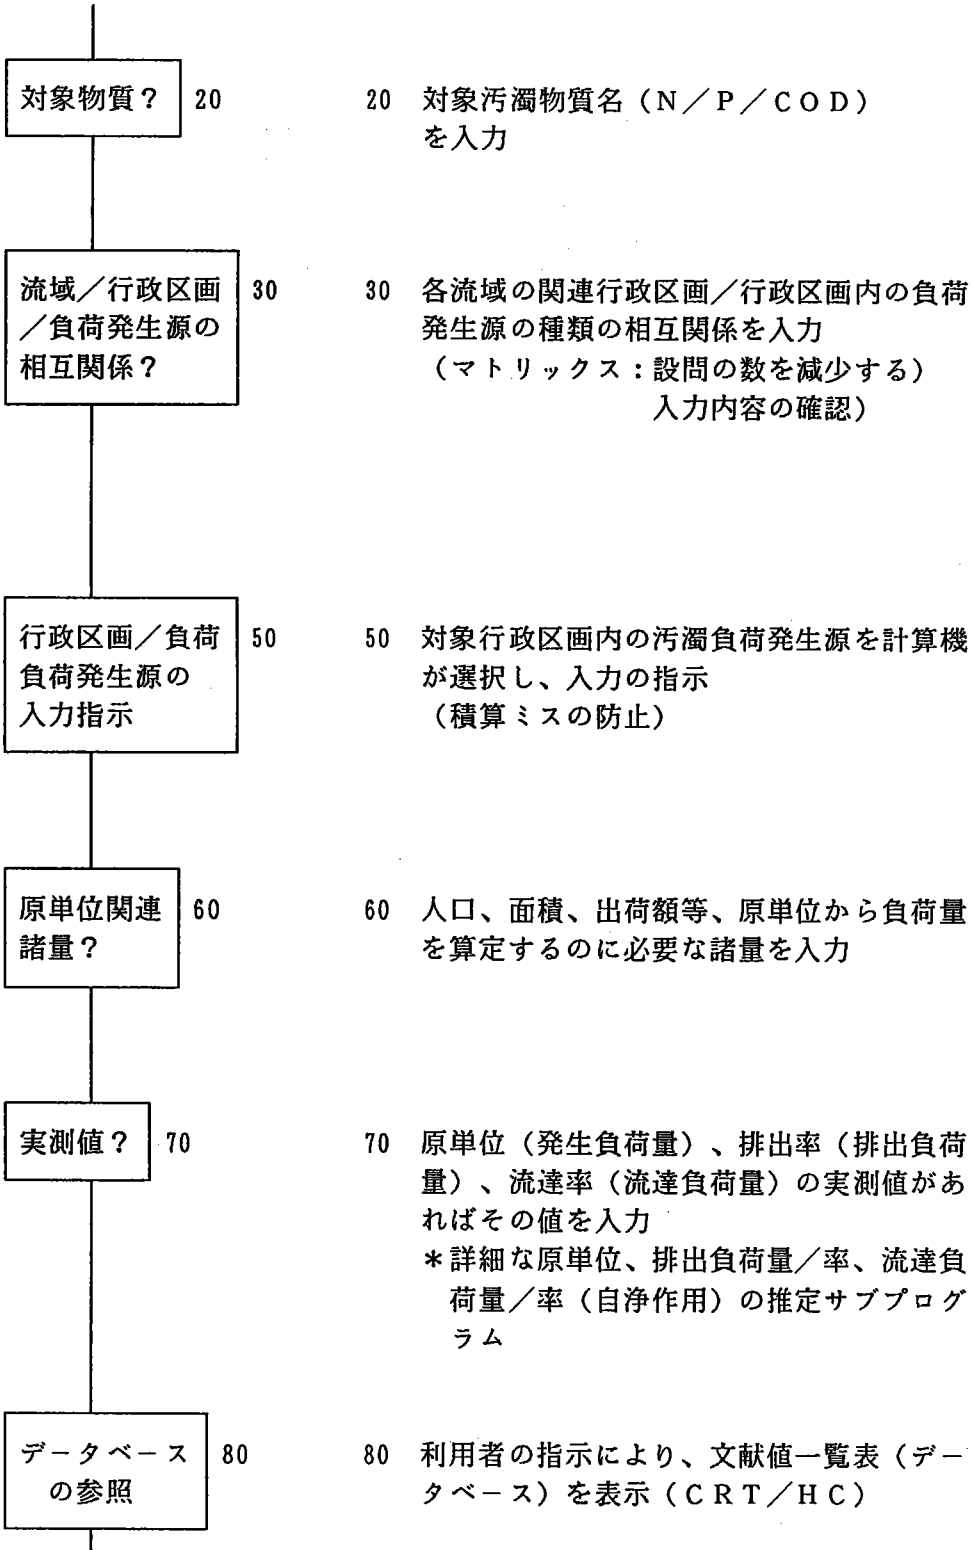 対象物質？ 20
20 対象汚濁物質名（N／P／COD）
を入力
流域／行政区画 30
／負荷発生源の
相互関係？
30 各流域の関連行政区画／行政区画内の負荷
発生源の種類の相互関係を入力
（マトリックス：設問の数を減少する）
入力内容の確認）
行政区画／負荷 50
負荷発生源の
入力指示
50 対象行政区画内の汚濁負荷発生源を計算機
が選択し、入力の指示
（積算ミスの防止）
原単位関連 60
諸量？
60 人口、面積、出荷額等、原単位から負荷量
を算定するのに必要な諸量を入力
実測値？ 70
70 原単位（発生負荷量）、排出率（排出負荷
量）、流達率（流達負荷量）の実測値があ
ればその値を入力
＊詳細な原単位、排出負荷量／率、流達負
荷量／率（自浄作用）の推定サブプログ
ラム
データベース 80
の参照
80 利用者の指示により、文献値一覧表（デー
タベース）を表示（CRT／HC）